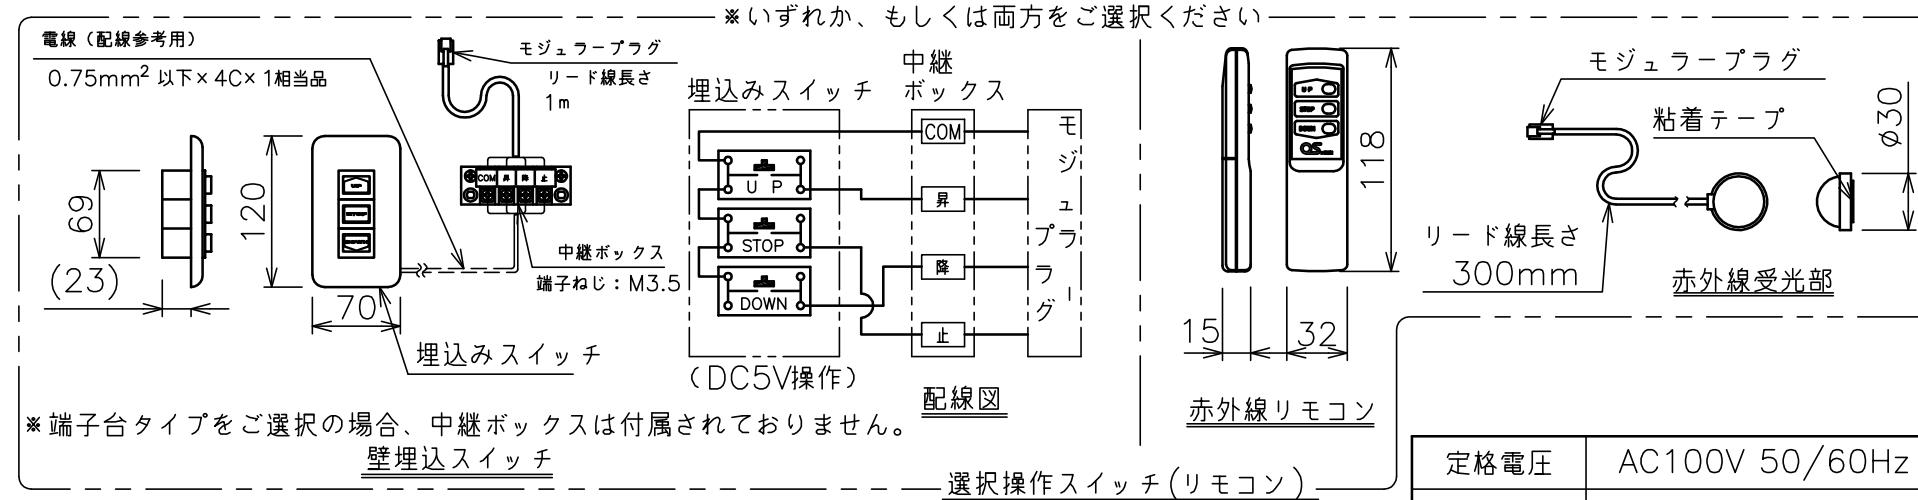 ※いずれか、もしくは両方をご選択ください
電線（配線参考用）
0.75mm² 以下×4C×1相当品
モジュラープラグ
リード線長さ
1m
69
(23)
120
70
UP
COM 昇 降 止
中継ボックス
端子ねじ：M3.5
埋込みスイッチ
※端子台タイプをご選択の場合、中継ボックスは付属されておりません。
壁埋込スイッチ
埋込みスイッチ
中継
ボックス
UP
STOP
DOWN
COM
昇
降
止
モジュラープラグ
(DC5V操作)
配線図
UP
STOP
DOWN
OS
118
15
32
赤外線リモコン
モジュラープラグ
粘着テープ
φ30
リード線長さ
300mm
赤外線受光部
選択操作スイッチ(リモコン)
定格電圧
AC100V 50/60Hz